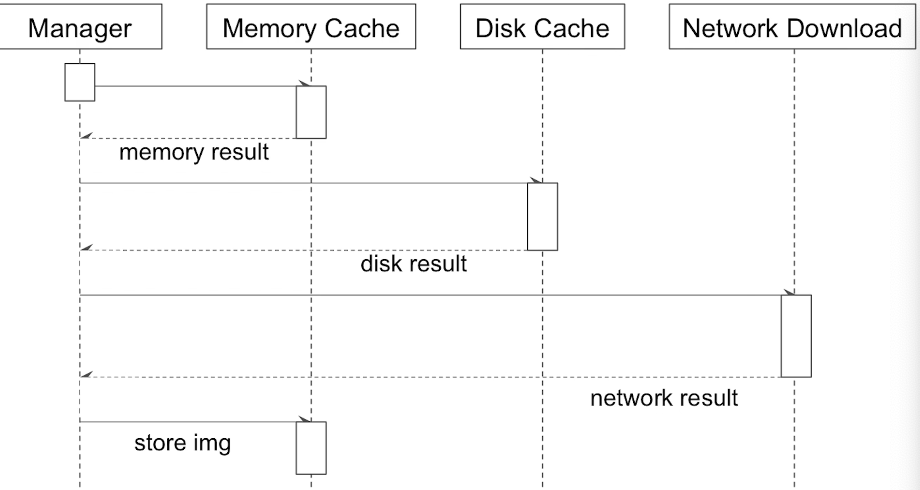 Manager
Memory Cache
Disk Cache
Network Download
memory result
disk result
network result
store img